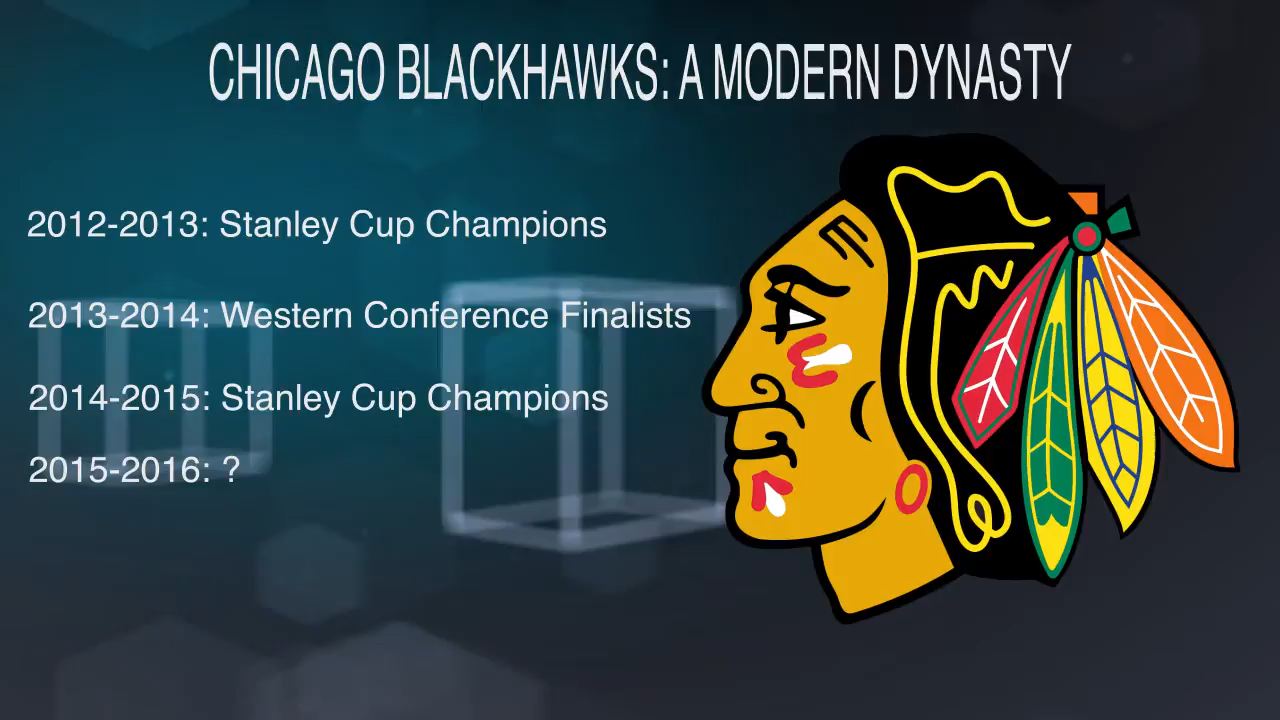 CHICAGO BLACKHAWKS: A MODERN DYNASTY
2012-2013: Stanley Cup Champions
2013-2014: Western Conference Finalists
2014-2015: Stanley Cup Champions
2015-2016: ?